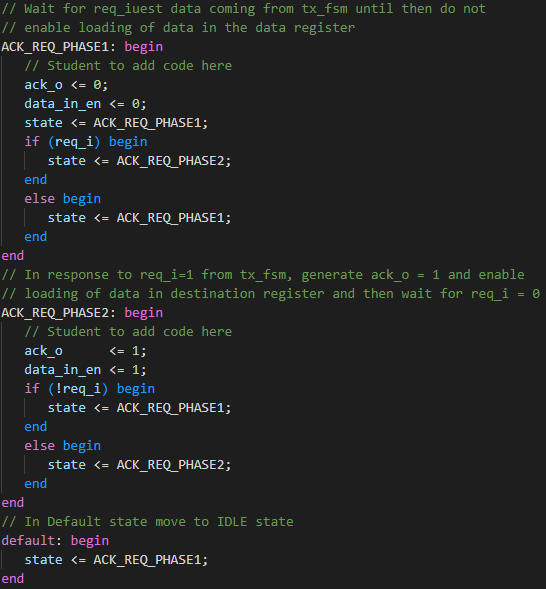 // Wait for req_iuest data coming from tx_fsm until then do not
// enable loading of data in the data register
ACK_REQ_PHASE1: begin
   // Student to add code here
   ack_o <= 0;
   data_in_en <= 0;
   state <= ACK_REQ_PHASE1;
   if (req_i) begin
      state <= ACK_REQ_PHASE2;
   end
   else begin
      state <= ACK_REQ_PHASE1;
   end
end
// In response to req_i=1 from tx_fsm, generate ack_o = 1 and enable
// loading of data in destination register and then wait for req_i = 0
ACK_REQ_PHASE2: begin
   // Student to add code here
   ack_o      <= 1;
   data_in_en <= 1;
   if (!req_i) begin
      state <= ACK_REQ_PHASE1;
   end
   else begin
      state <= ACK_REQ_PHASE2;
   end
end
// In Default state move to IDLE state
default: begin
   state <= ACK_REQ_PHASE1;
end